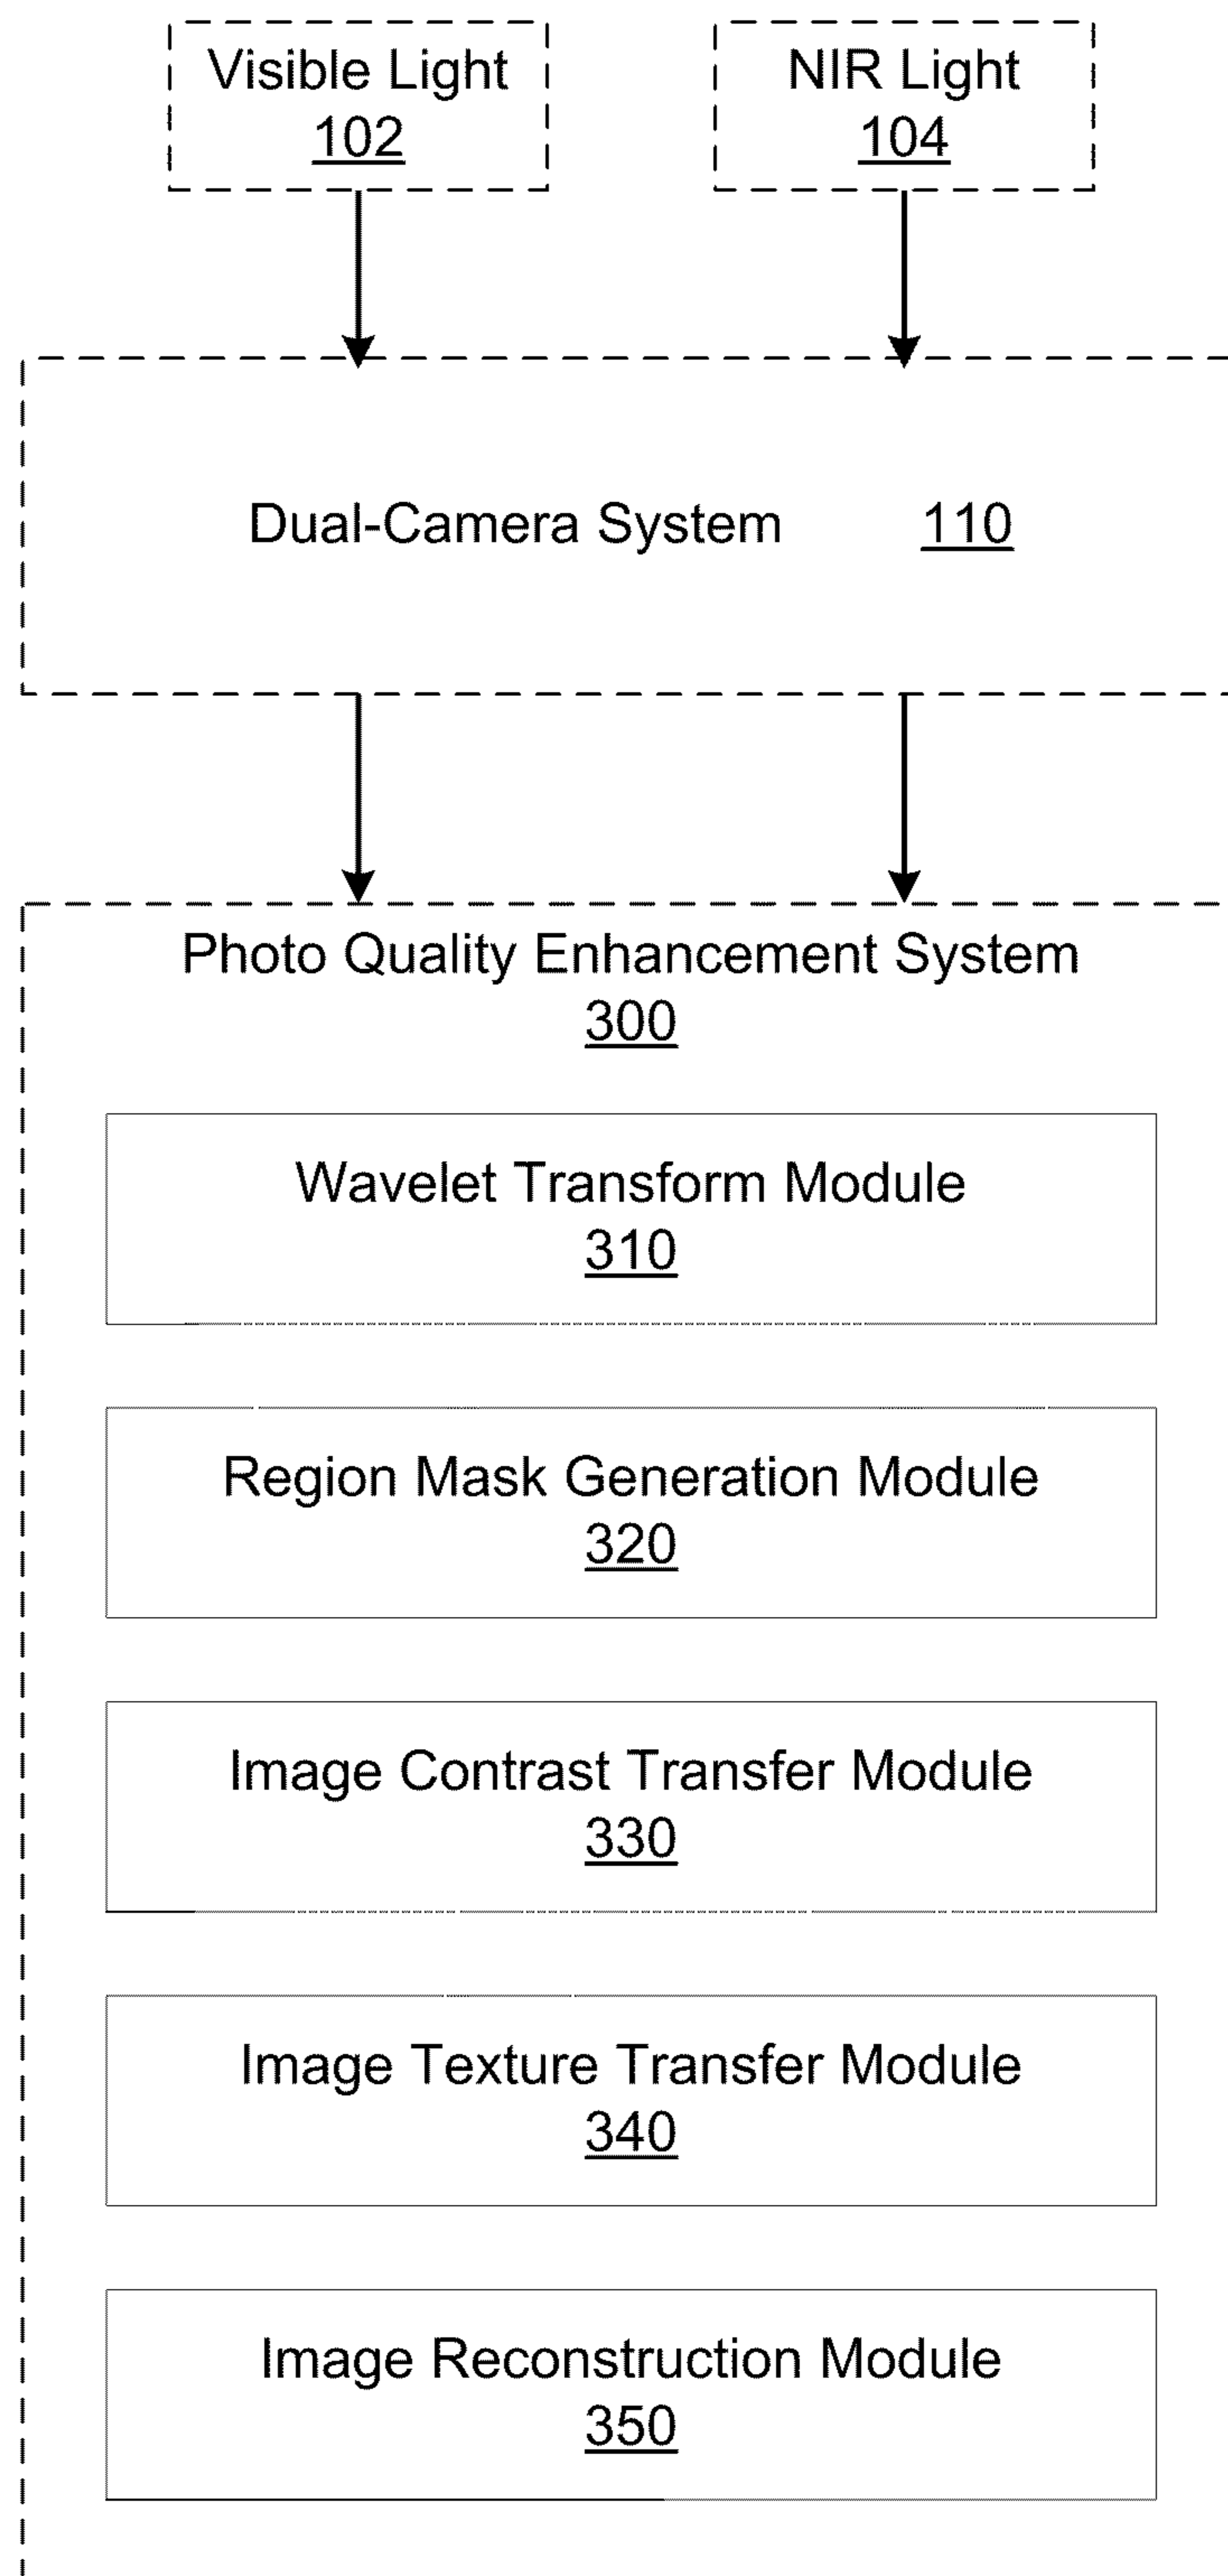 Visible Light
102
NIR Light
104
Dual-Camera System 110
Photo Quality Enhancement System
300
Wavelet Transform Module
310
Region Mask Generation Module
320
Image Contrast Transfer Module
330
Image Texture Transfer Module
340
Image Reconstruction Module
350